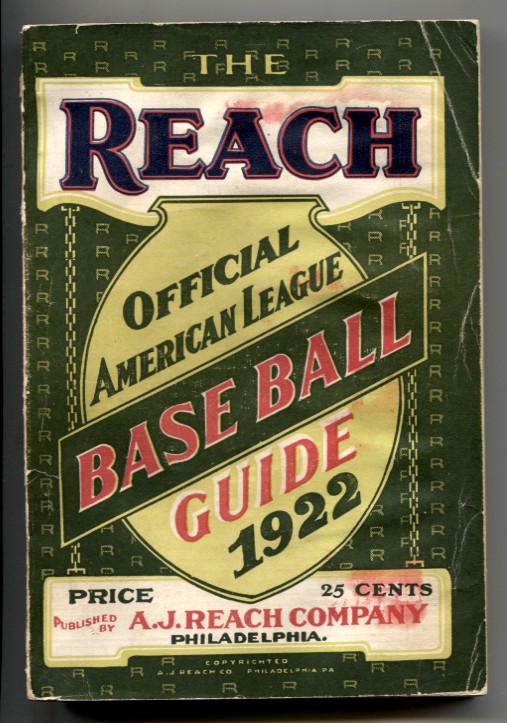 THE
REACH
OFFICIAL
AMERICAN LEAGUE
BASE BALL
GUIDE
1922
PRICE 25 CENTS
PUBLISHED BY A.J. REACH COMPANY
PHILADELPHIA.
COPYRIGHTED
A.J. REACH CO PHILADELPHIA PA